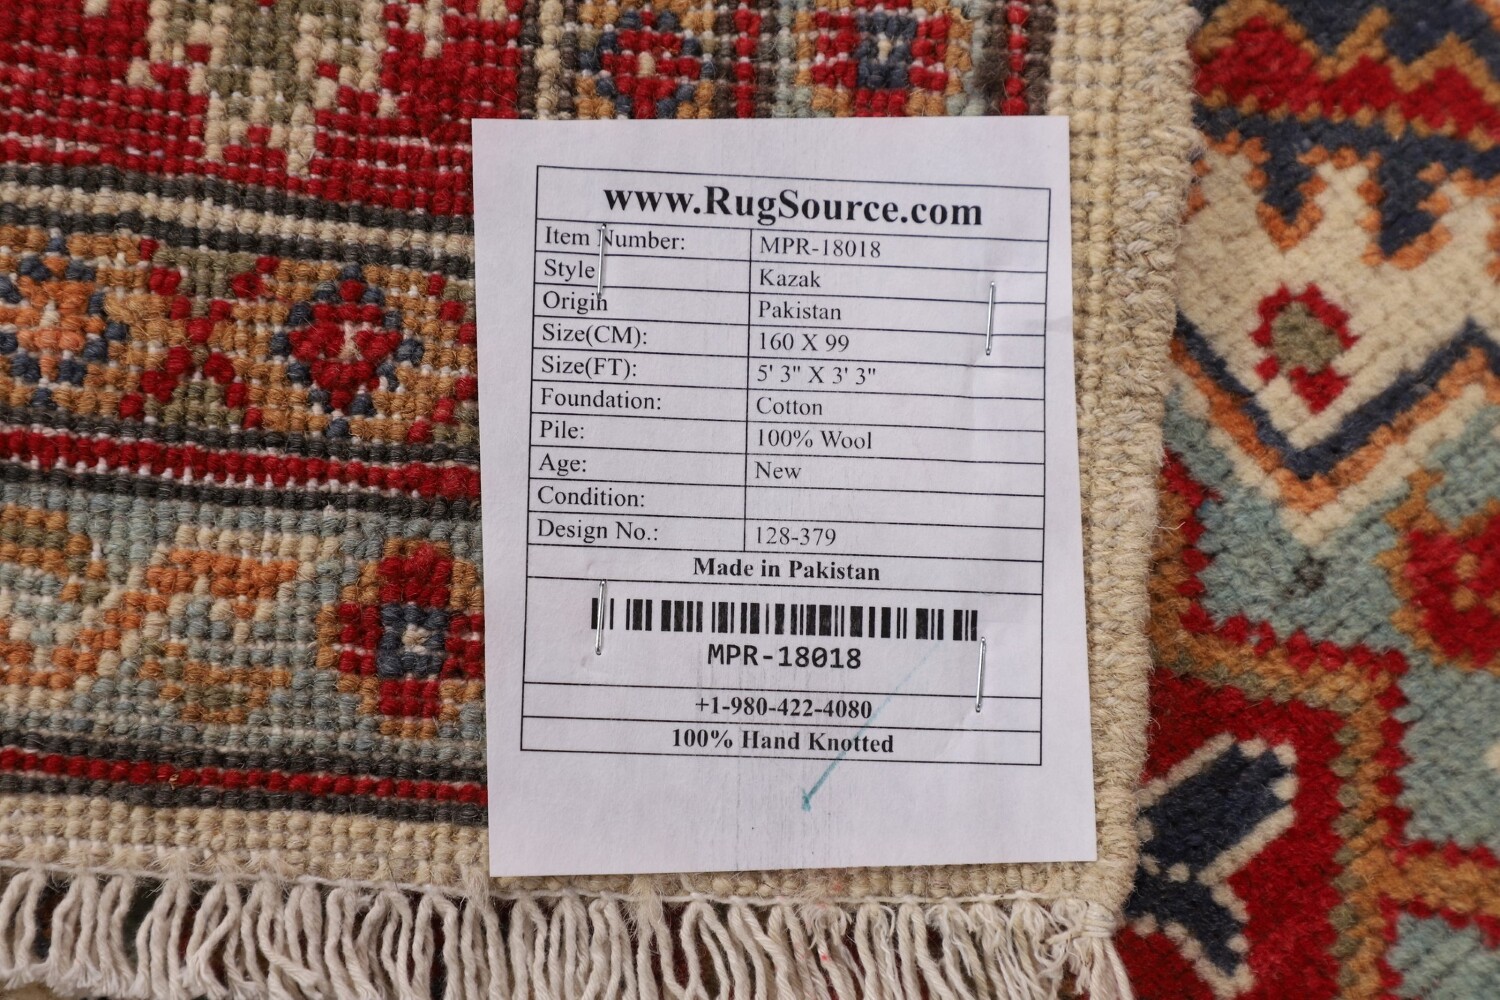 www.RugSource.com
Item Number: MPR-18018
Style Kazak
Origin Pakistan
Size(CM): 160 X 99
Size(FT): 5' 3" X 3' 3"
Foundation: Cotton
Pile: 100% Wool
Age: New
Condition:
Design No.: 128-379
Made in Pakistan
MPR-18018
+1-980-422-4080
100% Hand Knotted